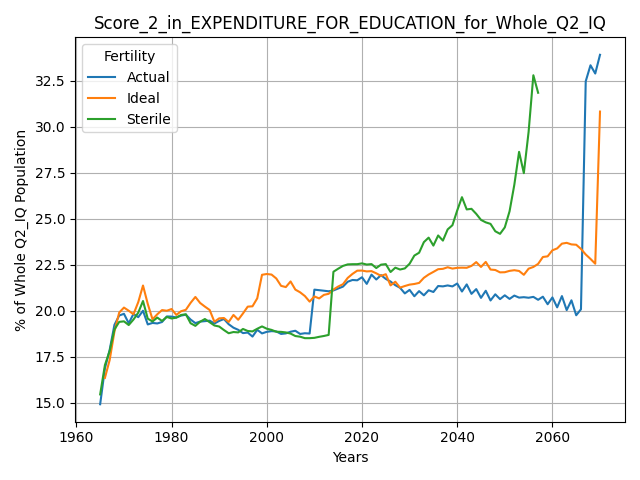 Score_2_in_EXPENDITURE_FOR_EDUCATION_for_Whole_Q2_IQ
Fertility
Actual
Ideal
Sterile
% of Whole Q2_IQ Population
32.5
30.0
27.5
25.0
22.5
20.0
17.5
15.0
1960
1980
2000
2020
2040
2060
Years